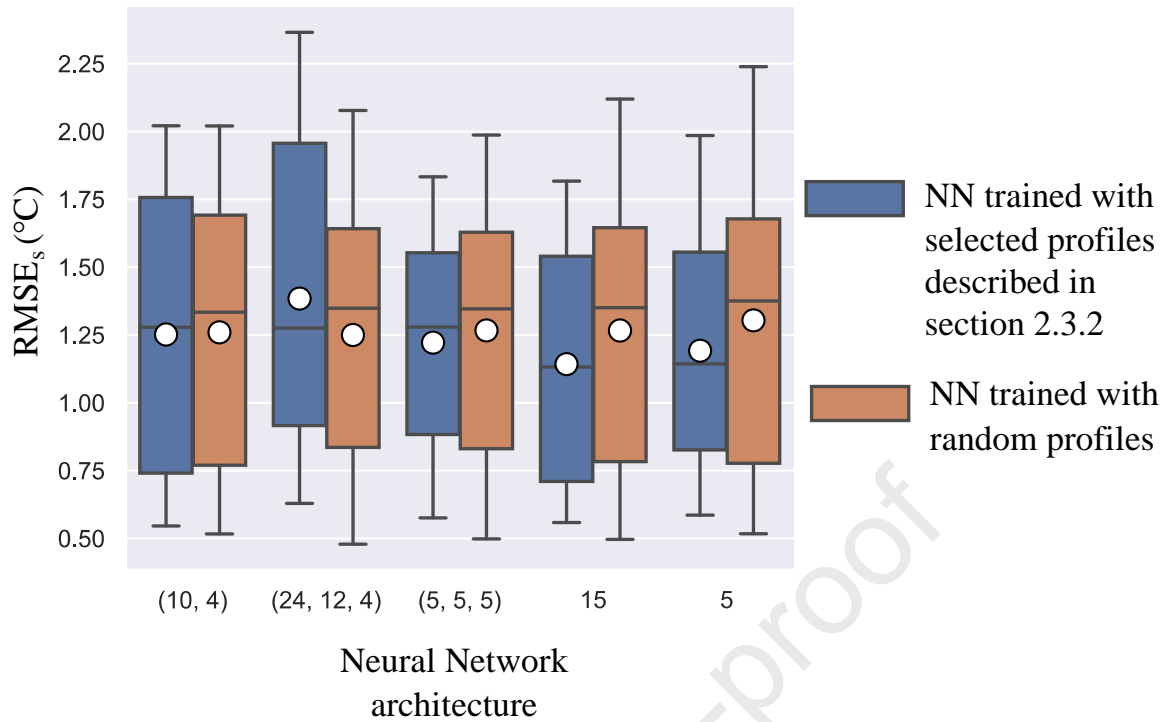 2.25
2.00
1.75
1.50
1.25
1.00
0.75
0.50
RMSEs (°C)
(10, 4) (24, 12, 4) (5, 5, 5) 15 5
Neural Network
architecture
NN trained with
selected profiles
described in
section 2.3.2
NN trained with
random profiles
proof